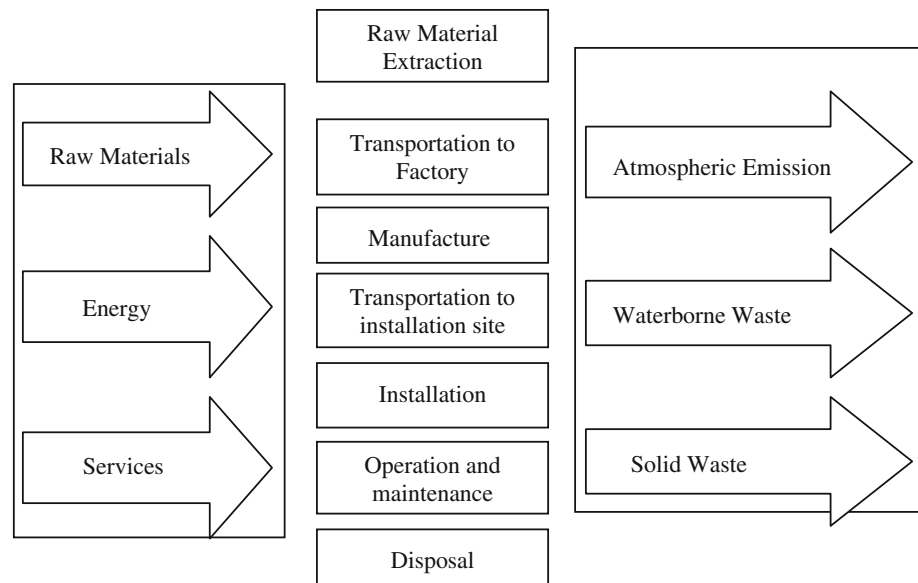 Raw Materials
Energy
Services
Raw Material
Extraction
Transportation to
Factory
Manufacture
Transportation to
installation site
Installation
Operation and
maintenance
Disposal
Atmospheric Emission
Waterborne Waste
Solid Waste